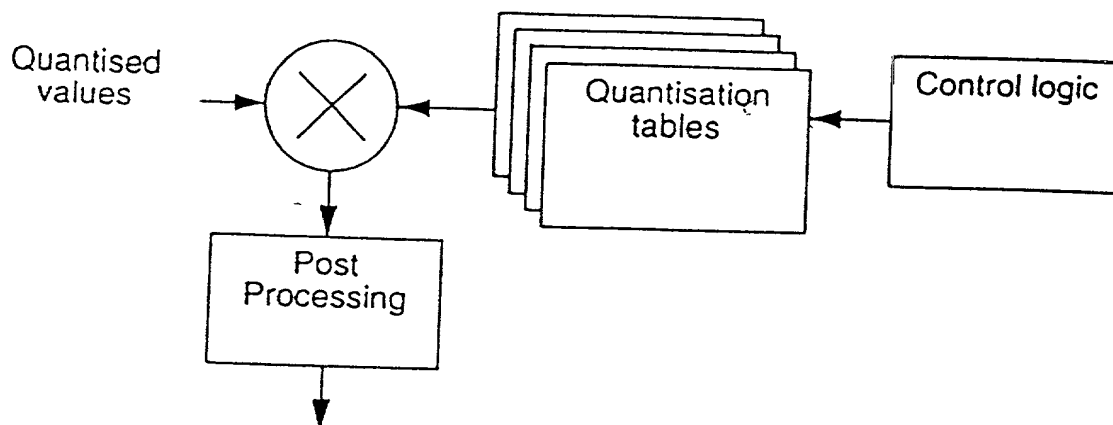 Quantised
values
Quantisation
tables
Control logic
Post
Processing